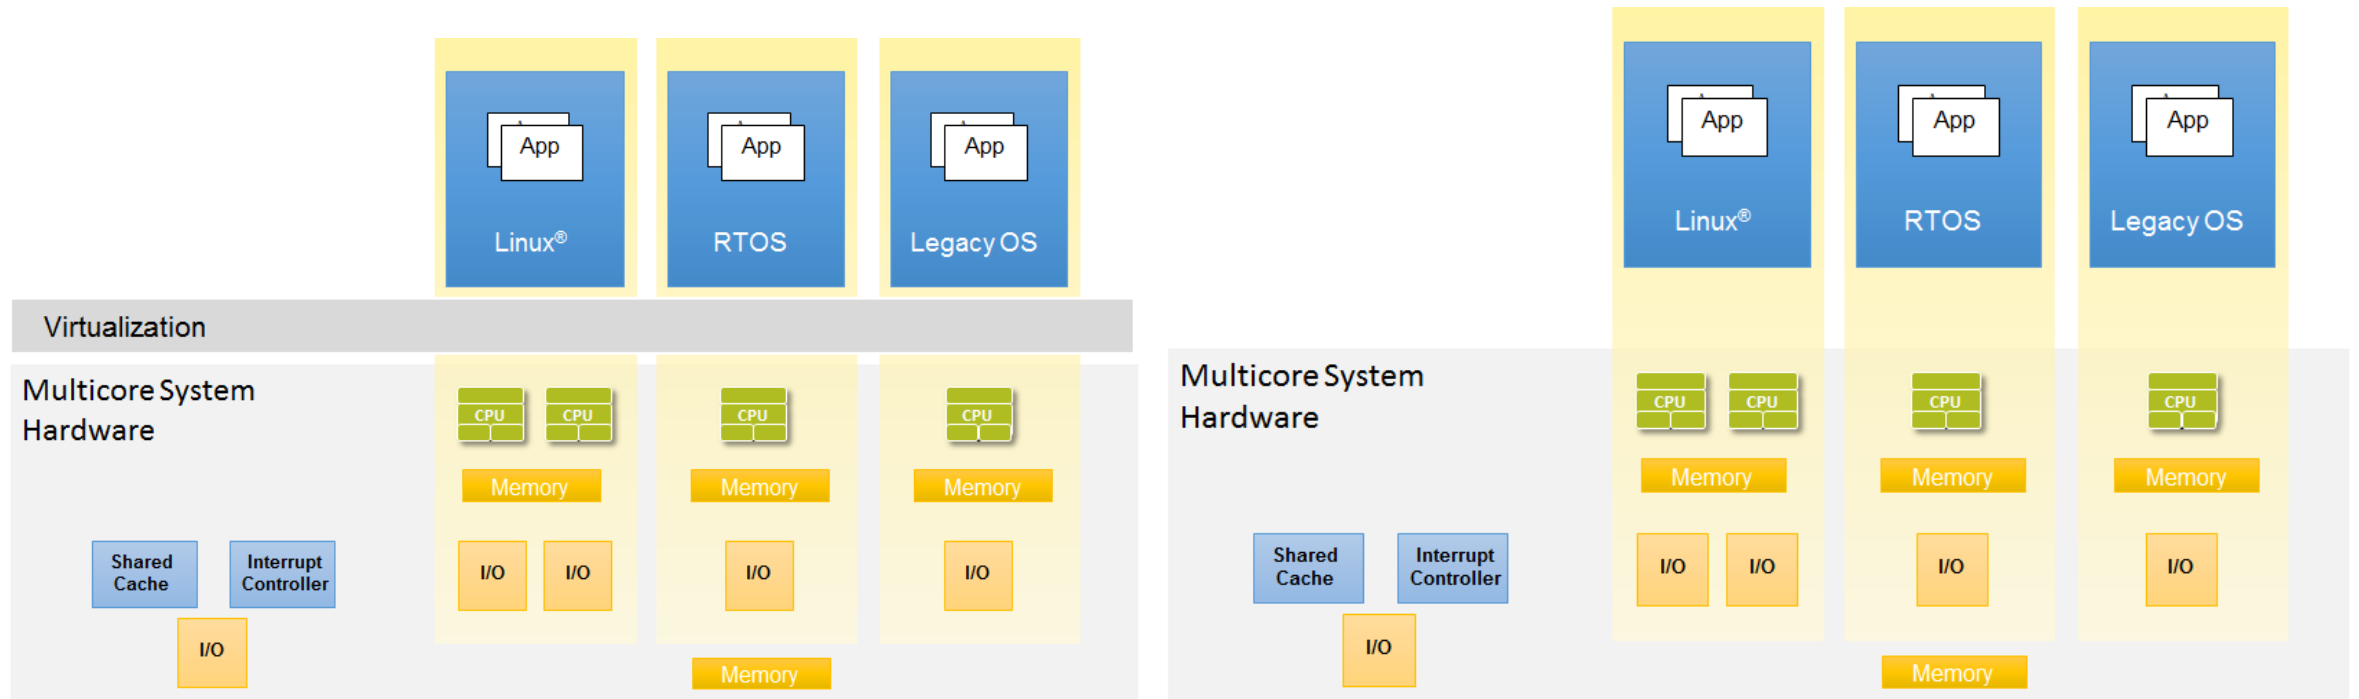 App
Linux®
App
RTOS
App
Legacy OS
Virtualization
Multicore System
Hardware
CPU
CPU
CPU
CPU
Memory
Memory
Memory
Shared
Cache
Interrupt
Controller
I/O
I/O
I/O
I/O
I/O
Memory
App
Linux®
App
RTOS
App
Legacy OS
Multicore System
Hardware
CPU
CPU
CPU
CPU
Memory
Memory
Memory
Shared
Cache
Interrupt
Controller
I/O
I/O
I/O
I/O
I/O
Memory